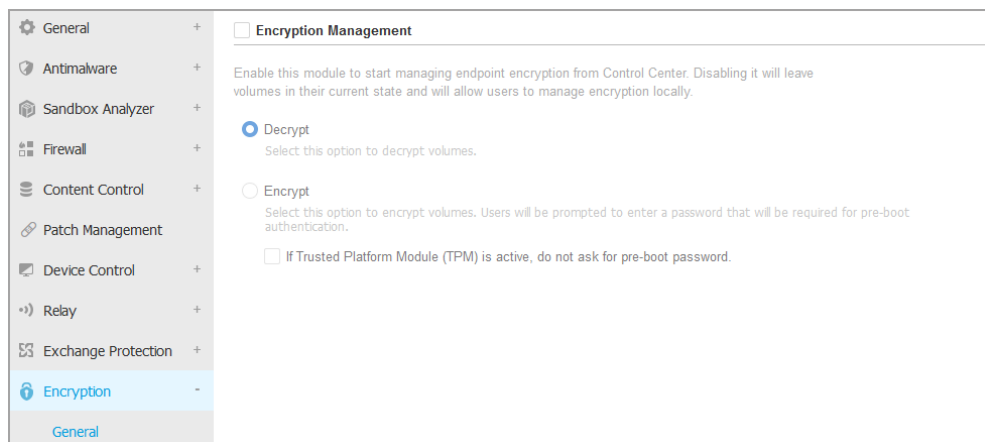 General +
Antimalware +
Sandbox Analyzer +
Firewall +
Content Control +
Patch Management
Device Control +
Relay +
Exchange Protection +
Encryption -
General
Encryption Management
Enable this module to start managing endpoint encryption from Control Center. Disabling it will leave
volumes in their current state and will allow users to manage encryption locally.
Decrypt
Select this option to decrypt volumes.
Encrypt
Select this option to encrypt volumes. Users will be prompted to enter a password that will be required for pre-boot
authentication.
If Trusted Platform Module (TPM) is active, do not ask for pre-boot password.